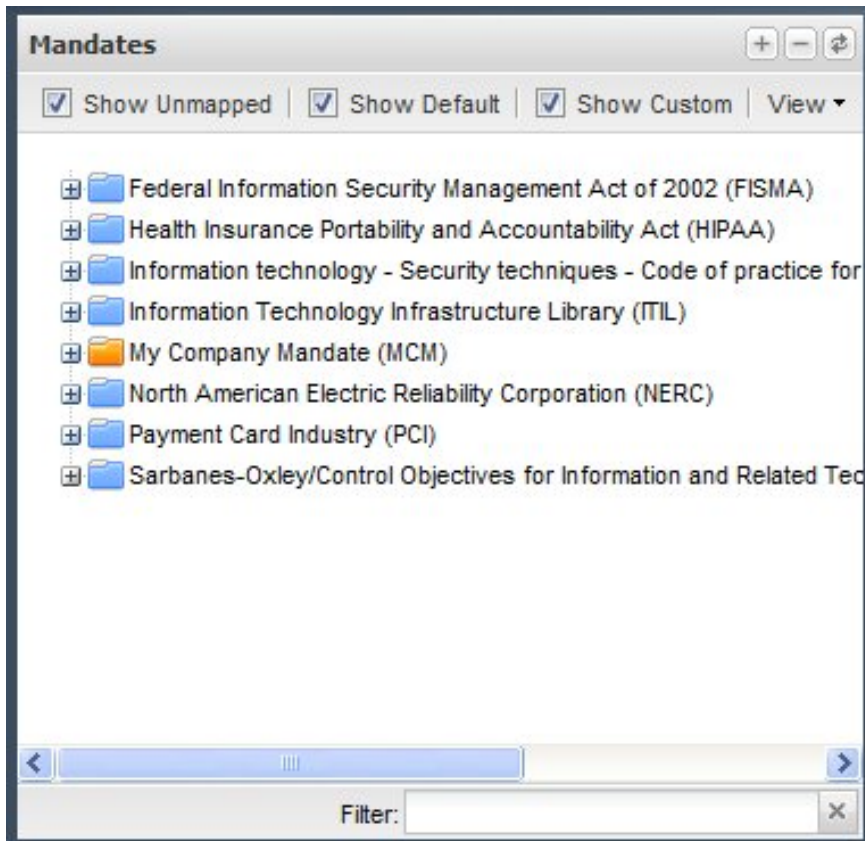 Mandates
Show Unmapped Show Default Show Custom View
Federal Information Security Management Act of 2002 (FISMA)
Health Insurance Portability and Accountability Act (HIPAA)
Information technology - Security techniques - Code of practice for
Information Technology Infrastructure Library (ITIL)
My Company Mandate (MCM)
North American Electric Reliability Corporation (NERC)
Payment Card Industry (PCI)
Sarbanes-Oxley/Control Objectives for Information and Related Tec
Filter: